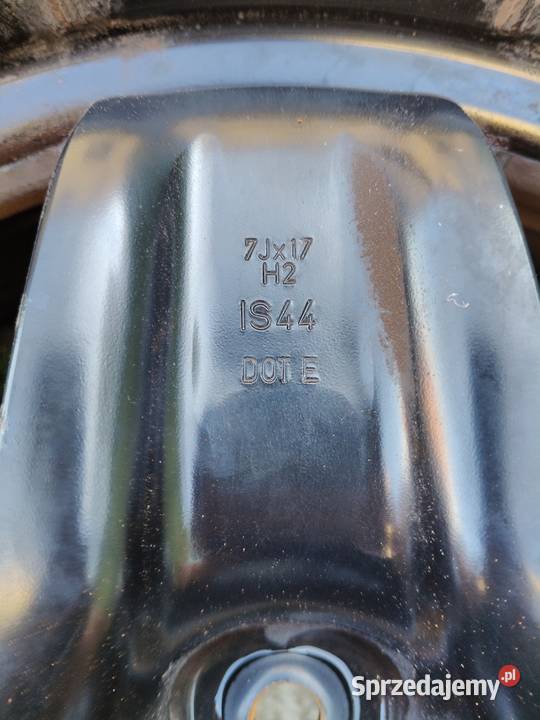 7Jx17
H2
IS44
DOT E
Sprzedajemy.pl